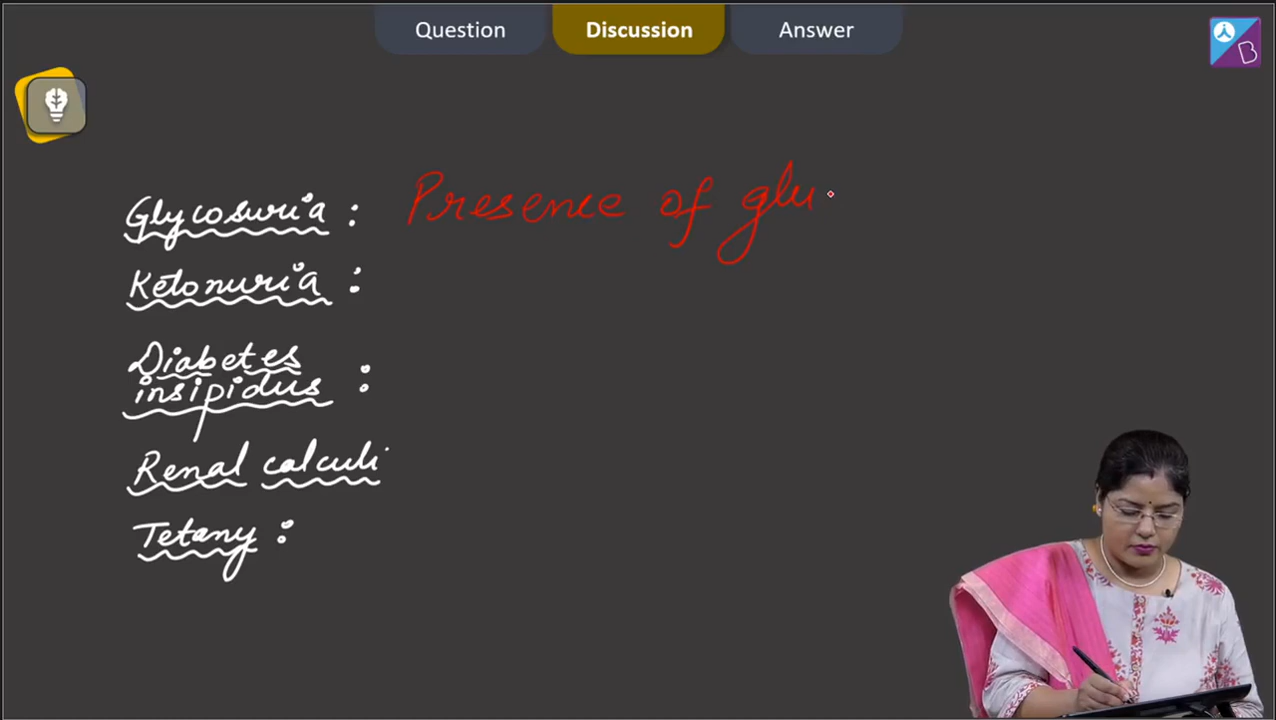 Question Discussion Answer
B
Glycosuria : Presence of glu
Ketonuria :
Diabetes
insipidus :
Renal calculi
Tetany :